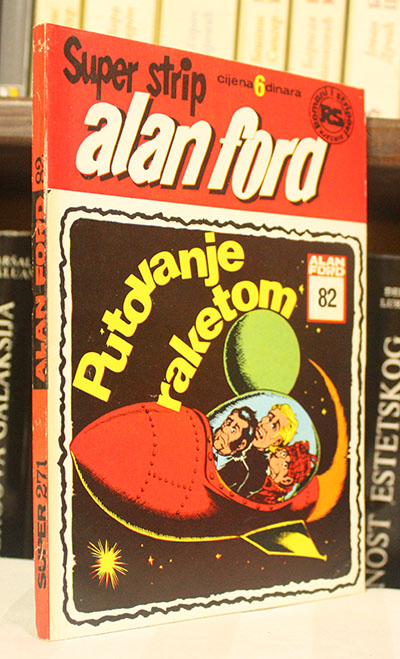 Super strip
cijena 6 dinara
RS
alan ford
Putovanje
raketom
ALAN
FORD
82
SUPER 271 ALAN FORD 82
GALAKSIJA
NOST ESTETSKOG